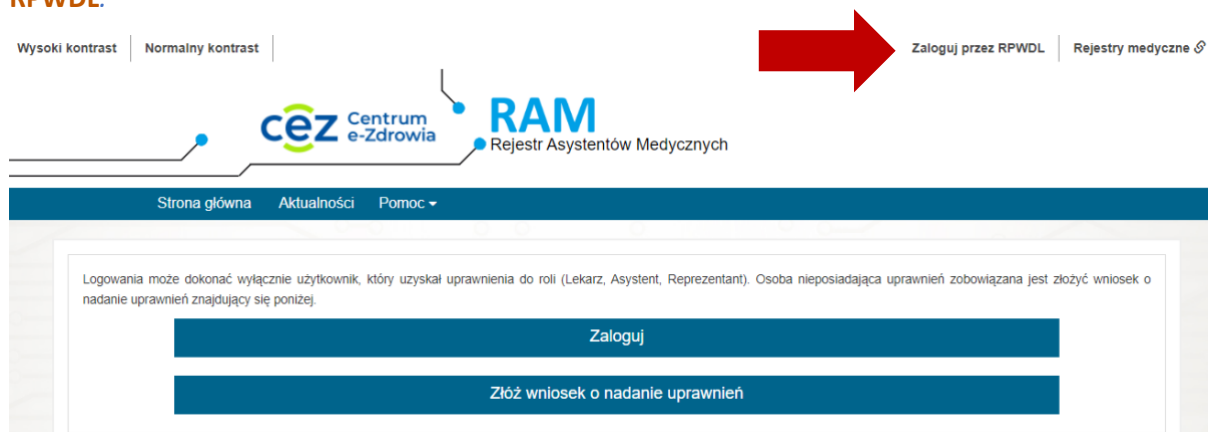 RPWDL.
Wysoki kontrast Normalny kontrast Zaloguj przez RPWDL Rejestry medyczne
cez Centrum e-Zdrowia
RAM
Rejestr Asystentów Medycznych
Strona główna Aktualności Pomoc
Logowania może dokonać wyłącznie użytkownik, który uzyskał uprawnienia do roli (Lekarz, Asystent, Reprezentant). Osoba nieposiadająca uprawnień zobowiązana jest złożyć wniosek o
nadanie uprawnień znajdujący się poniżej.
Zaloguj
Złóż wniosek o nadanie uprawnień